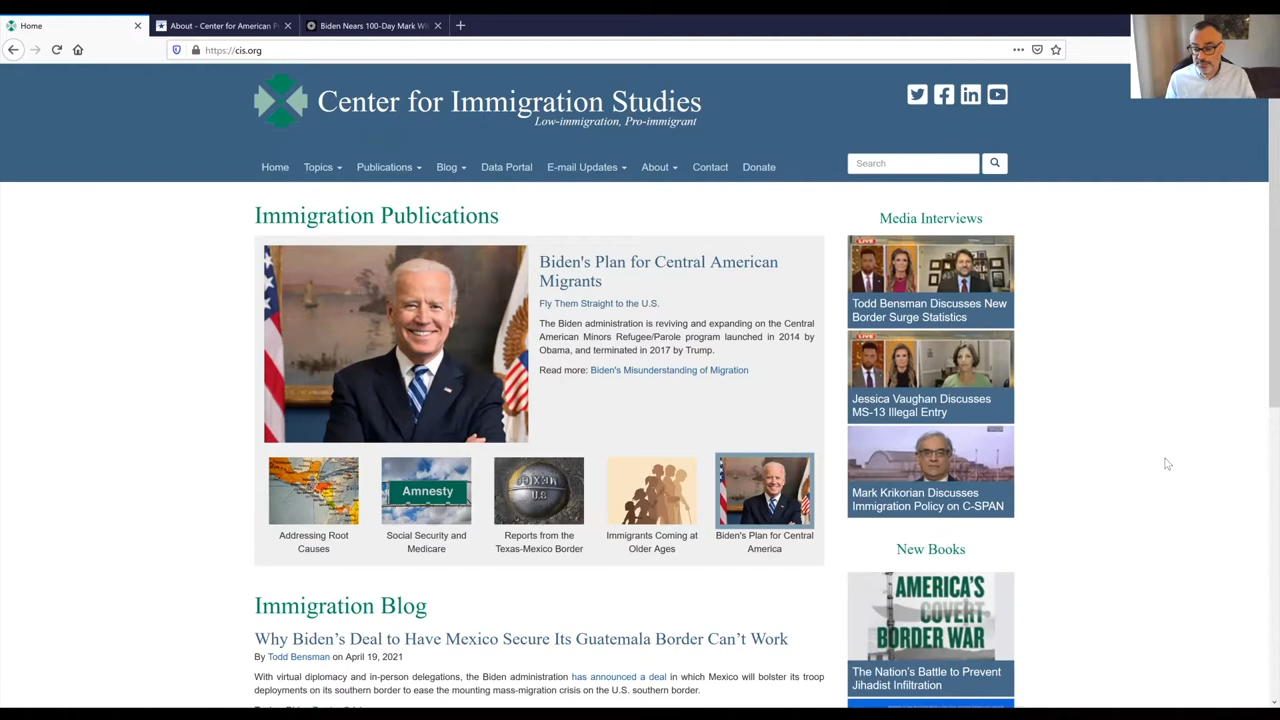 Home
About - Center for American P
Biden Nears 100-Day Mark Wi
https://cis.org
Center for Immigration Studies
Low-immigration, Pro-immigrant
Home Topics Publications Blog Data Portal E-mail Updates About Contact Donate
Search
Immigration Publications
Biden's Plan for Central American
Migrants
Fly Them Straight to the U.S.
The Biden administration is reviving and expanding on the Central
American Minors Refugee/Parole program launched in 2014 by
Obama, and terminated in 2017 by Trump.
Read more: Biden's Misunderstanding of Migration
Amnesty
MEXICO
U.S
Addressing Root
Causes
Social Security and
Medicare
Reports from the
Texas-Mexico Border
Immigrants Coming at
Older Ages
Biden's Plan for Central
America
Immigration Blog
Why Biden's Deal to Have Mexico Secure Its Guatemala Border Can't Work
By Todd Bensman on April 19, 2021
With virtual diplomacy and in-person delegations, the Biden administration has announced a deal in which Mexico will bolster its troop
deployments on its southern border to ease the mounting mass-migration crisis on the U.S. southern border.
Media Interviews
LIVE
Todd Bensman Discusses New
Border Surge Statistics
LIVE
Jessica Vaughan Discusses
MS-13 Illegal Entry
Mark Krikorian Discusses
Immigration Policy on C-SPAN
New Books
AMERICA'S
COVERT
BORDER WAR
The Nation's Battle to Prevent
Jihadist Infiltration